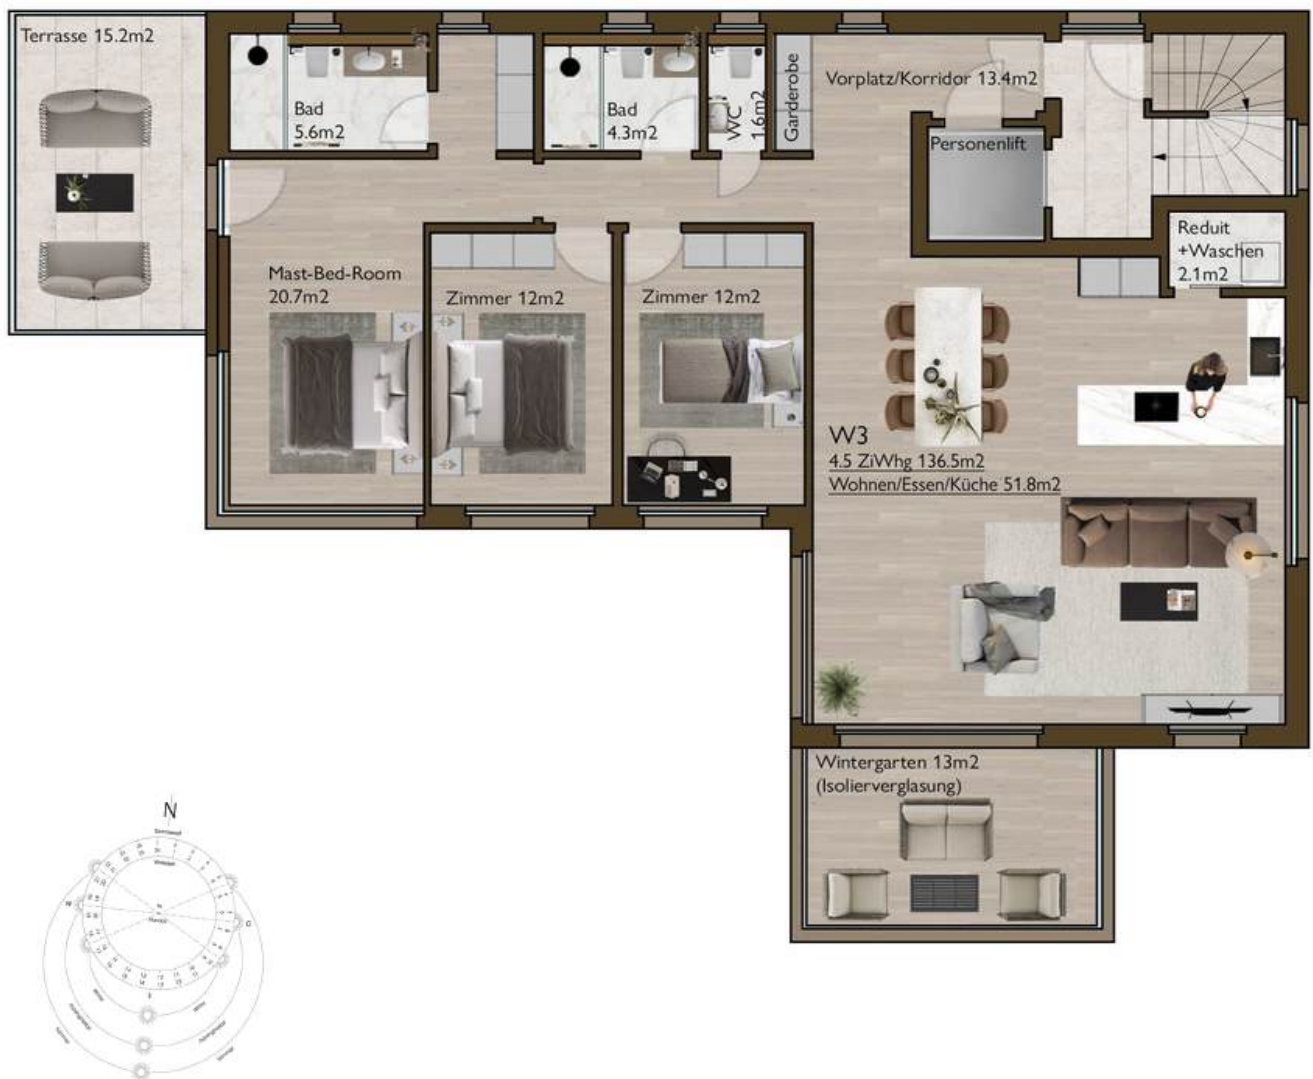 Terrasse 15.2m2
Bad
5.6m2
Bad
4.3m2
WC
1.6m2
Garderobe
Vorplatz/Korridor 13.4m2
Personenlift
Reduit
+Waschen
2.1m2
Mast-Bed-Room
20.7m2
Zimmer 12m2
Zimmer 12m2
W3
4.5 ZiWhg 136.5m2
Wohnen/Essen/Küche 51.8m2
Wintergarten 13m2
(Isolierverglasung)
N